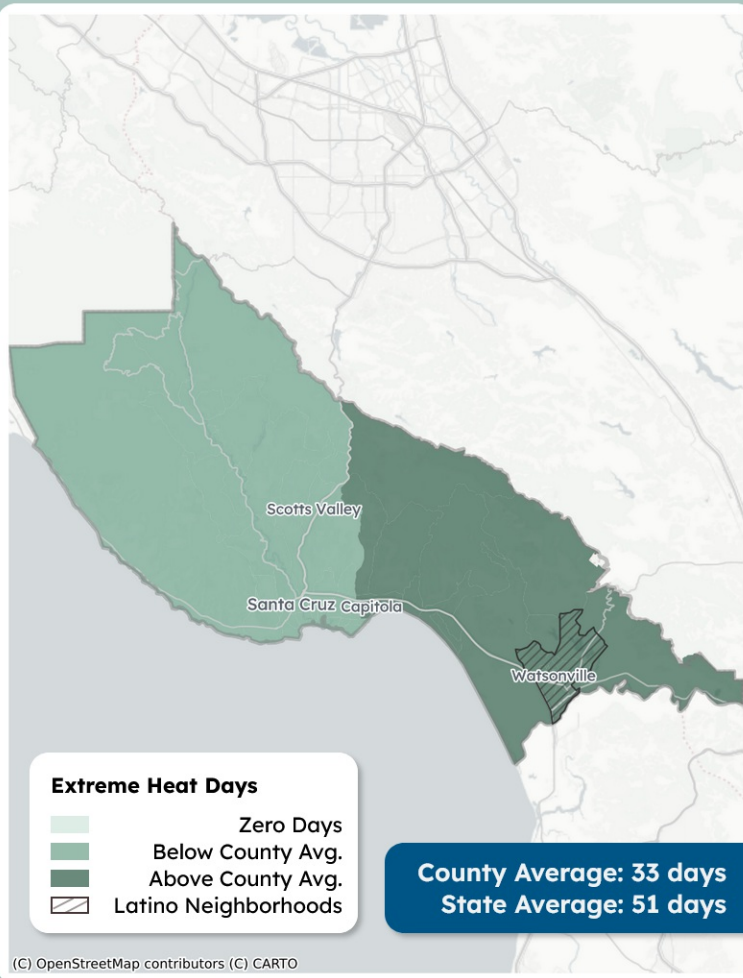 Scotts Valley
Santa Cruz
Capitola
Watsonville
Extreme Heat Days
Zero Days
Below County Avg.
Above County Avg.
Latino Neighborhoods
County Average: 33 days
State Average: 51 days
(C) OpenStreetMap contributors (C) CARTO